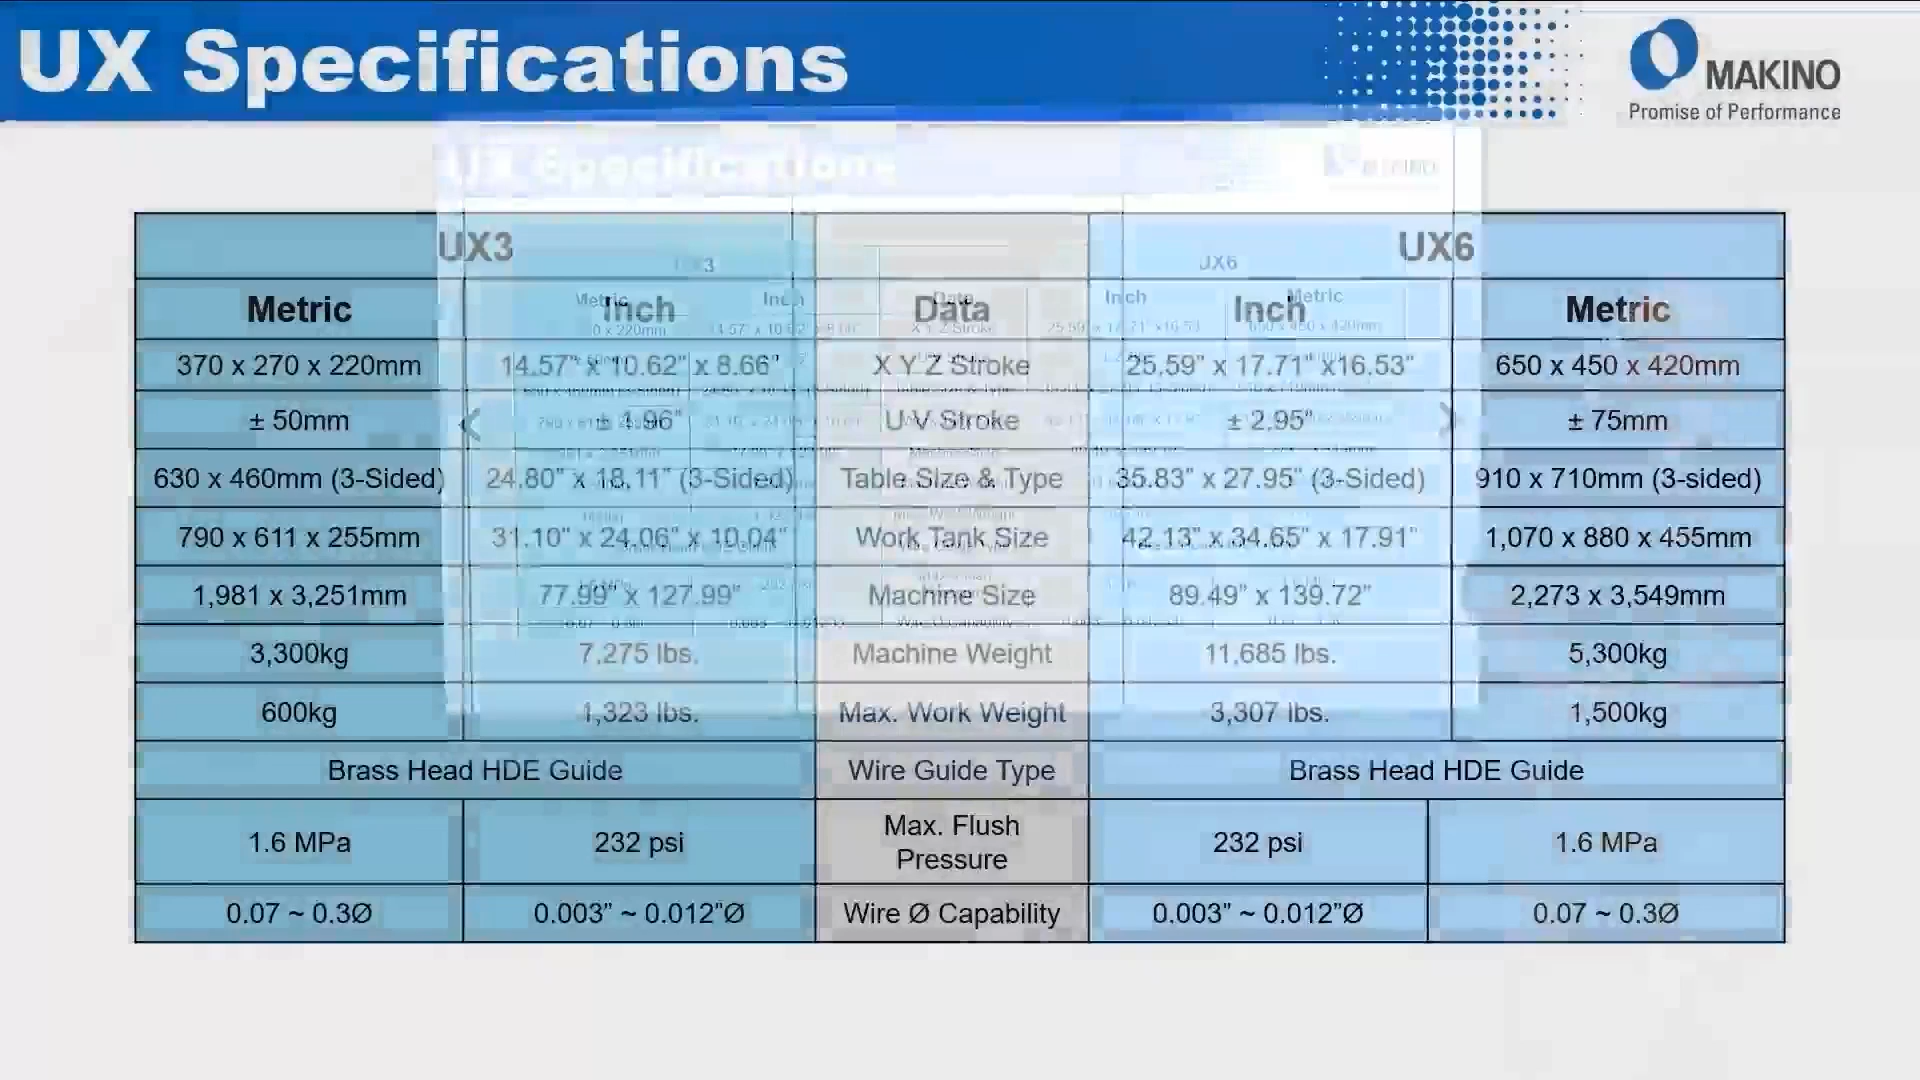 UX Specifications
MAKINO
Promise of Performance
UX3 UX6
Metric Inch Data Inch Metric
370 x 270 x 220mm 14.57" x 10.62" x 8.66" X Y Z Stroke 25.59" x 17.71" x16.53" 650 x 450 x 420mm
± 50mm ± 1.96" U V Stroke ± 2.95" ± 75mm
630 x 460mm (3-Sided) 24.80" x 18.11" (3-Sided) Table Size & Type 35.83" x 27.95" (3-Sided) 910 x 710mm (3-sided)
790 x 611 x 255mm 31.10" x 24.06" x 10.04" Work Tank Size 42.13" x 34.65" x 17.91" 1,070 x 880 x 455mm
1,981 x 3,251mm 77.99" x 127.99" Machine Size 89.49" x 139.72" 2,273 x 3,549mm
3,300kg 7,275 lbs. Machine Weight 11,685 lbs. 5,300kg
600kg 1,323 lbs. Max. Work Weight 3,307 lbs. 1,500kg
Brass Head HDE Guide Wire Guide Type Brass Head HDE Guide
1.6 MPa 232 psi Max. Flush Pressure 232 psi 1.6 MPa
0.07 ~ 0.3Ø 0.003" ~ 0.012"Ø Wire Ø Capability 0.003" ~ 0.012"Ø 0.07 ~ 0.3Ø